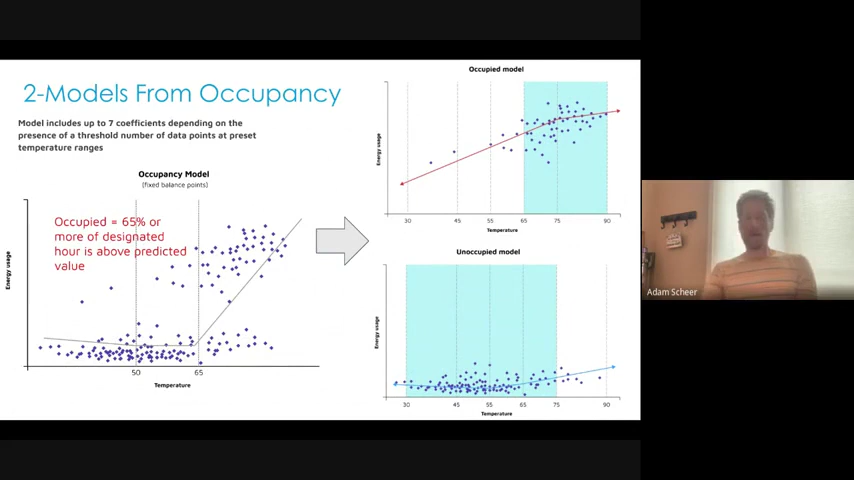 2-Models From Occupancy
Model includes up to 7 coefficients depending on the
presence of a threshold number of data points at preset
temperature ranges
Occupancy Model
(fixed balance points)
Occupied = 65% or
more of designated
hour is above predicted
value
Energy usage
50
65
Temperature
Occupied model
Energy usage
30
45
55
65
75
90
Temperature
Unoccupied model
Energy usage
30
45
55
65
75
90
Temperature
Adam Scheer